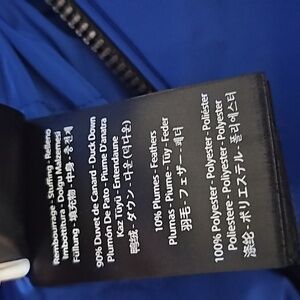 Rembourrage - Stuffing - Relleno
Imbottitura - Dolgu Malzemesi
Füllung - 填充物 - 中身 - 충전재
90% Duvet de Canard - Duck Down
Plumón De Pato - Piume D'anatra
Kaz Tüyü - Entendaune
鸭绒 - ダウン - 다운 (덕다운)
10% Plumes - Feathers
Plumas - Piume - Tüy - Feder
羽毛 - フェザー - 페더
100% Polyester - Polyester - Poliéster
Poliestere - Poliyester - Polyester
涤纶 - ポリエステル - 폴리에스터